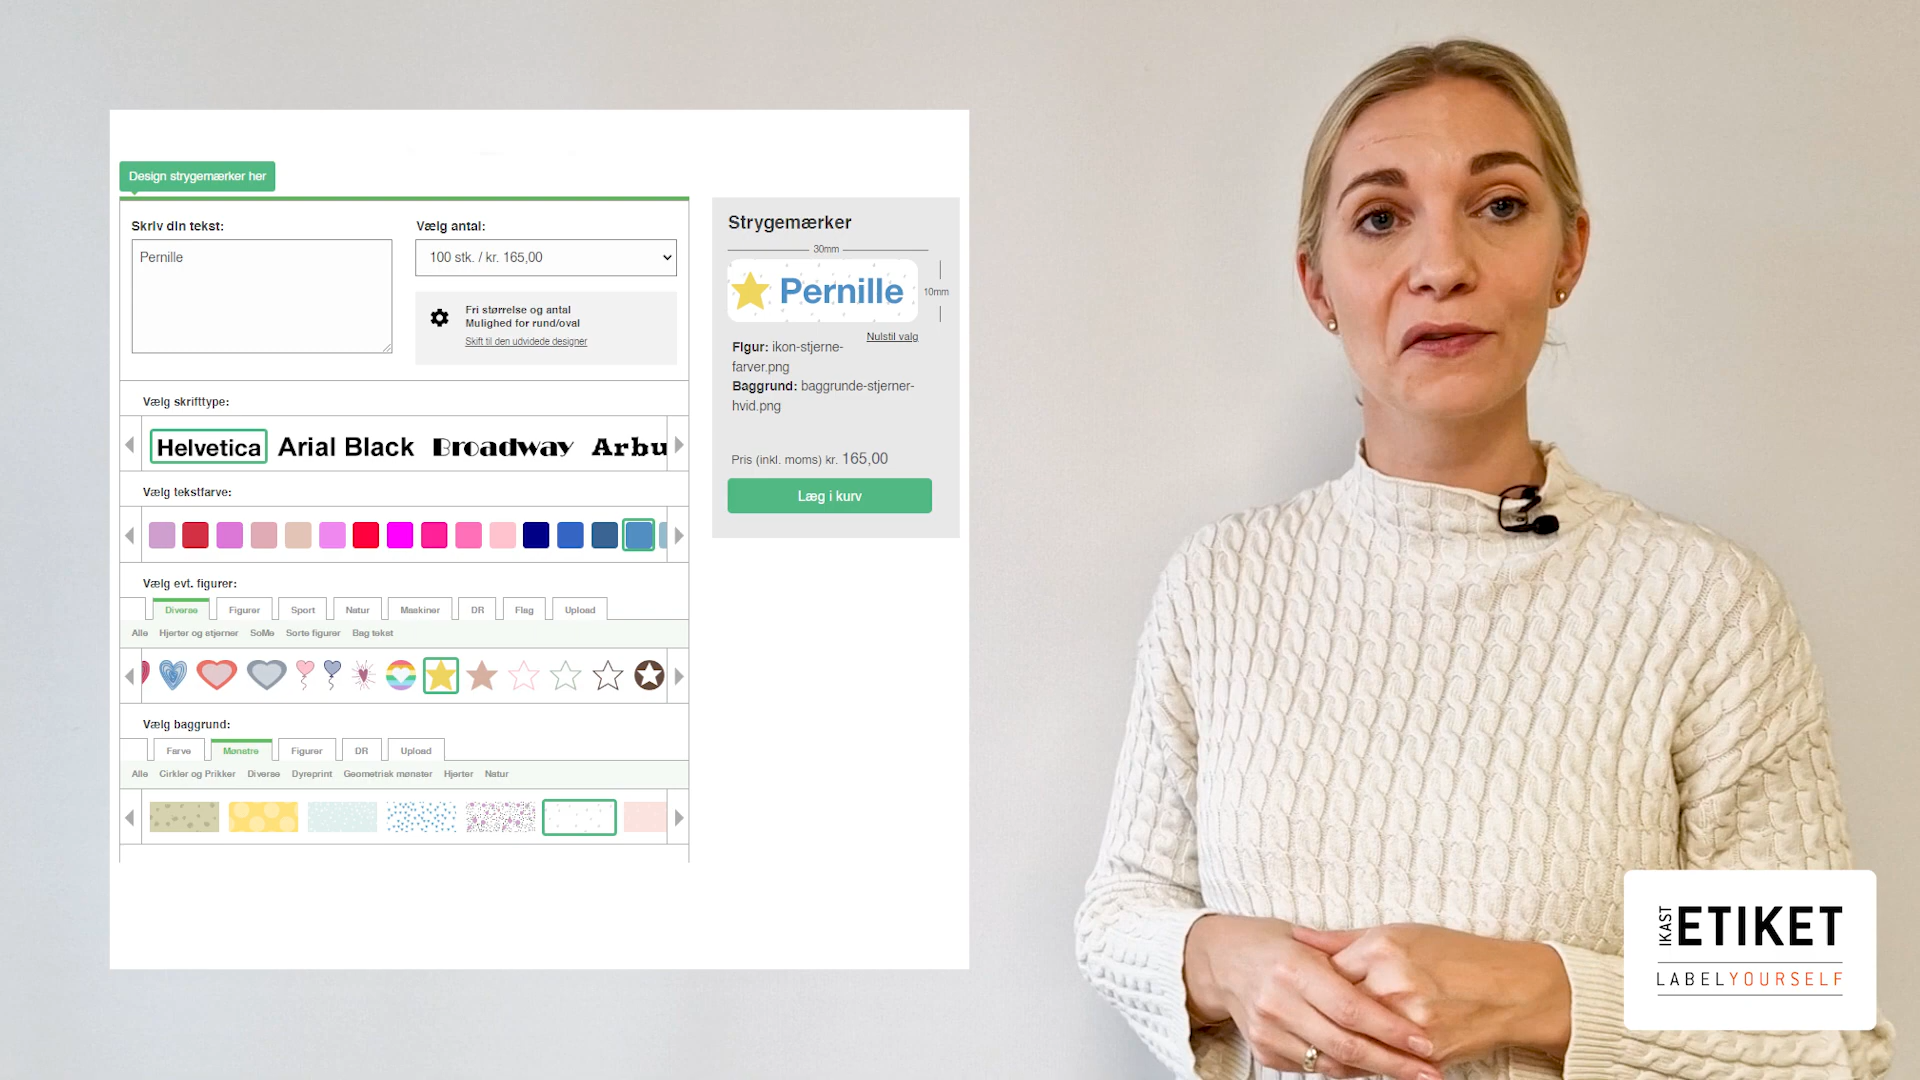 Design strygemærker her
Skriv din tekst:
Pernille
Vælg antal:
100 stk. / kr. 165,00
Fri størrelse og antal
Mulighed for rund/oval
Skift til den udvidede designer
Vælg skrifttype:
Helvetica Arial Black Broadway Arbu
Vælg tekstfarve:
Vælg evt. figurer:
Diverse Figurer Sport Natur Maskiner DR Flag Upload
Alle Hjerter og stjerner SoMe Sorte figurer Bag tekst
Vælg baggrund:
Farve Mønstre Figurer DR Upload
Alle Cirkler og Prikker Diverse Dyreprint Geometrisk mønster Hjerter Natur
Strygemærker
30mm
Pernille
10mm
Nulstil valg
Figur: ikon-stjerne-
farver.png
Baggrund: baggrunde-stjerner-
hvid.png
Pris (inkl. moms) kr. 165,00
Læg i kurv
IKAST
ETIKET
LABELYOURSELF